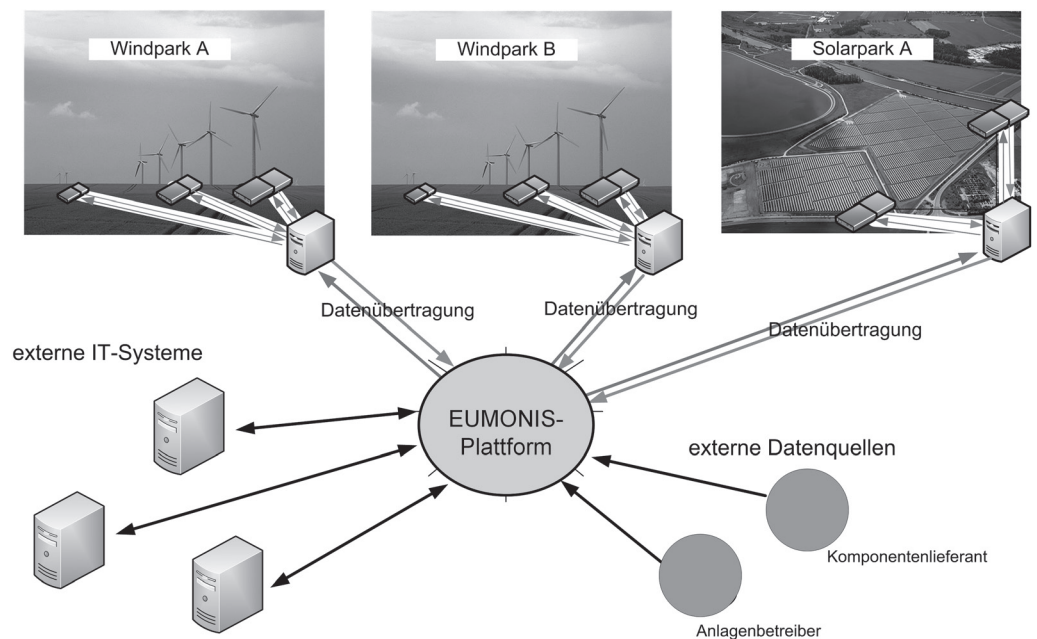 Windpark A
Windpark B
Solarpark A
Datenübertragung
Datenübertragung
Datenübertragung
externe IT-Systeme
EUMONIS-
Plattform
externe Datenquellen
Komponentenlieferant
Anlagenbetreiber